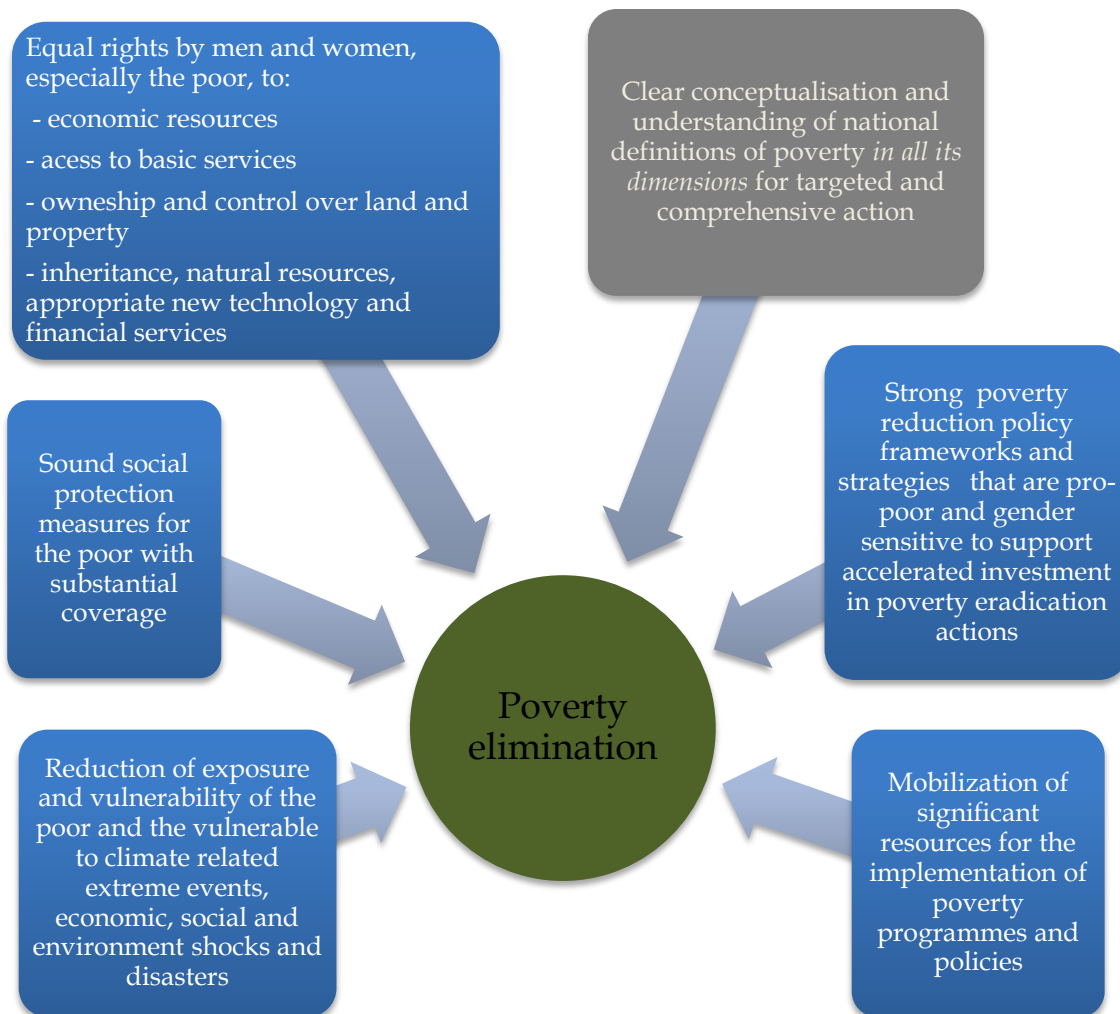 Equal rights by men and women,
especially the poor, to:
- economic resources
- acess to basic services
- owneship and control over land and
property
- inheritance, natural resources,
appropriate new technology and
financial services
Clear conceptualisation and
understanding of national
definitions of poverty in all its
dimensions for targeted and
comprehensive action
Sound social
protection
measures for
the poor with
substantial
coverage
Strong poverty
reduction policy
frameworks and
strategies that are pro-
poor and gender
sensitive to support
accelerated investment
in poverty eradication
actions
Poverty
elimination
Reduction of exposure
and vulnerability of the
poor and the vulnerable
to climate related
extreme events,
economic, social and
environment shocks and
disasters
Mobilization of
significant
resources for the
implementation of
poverty
programmes and
policies